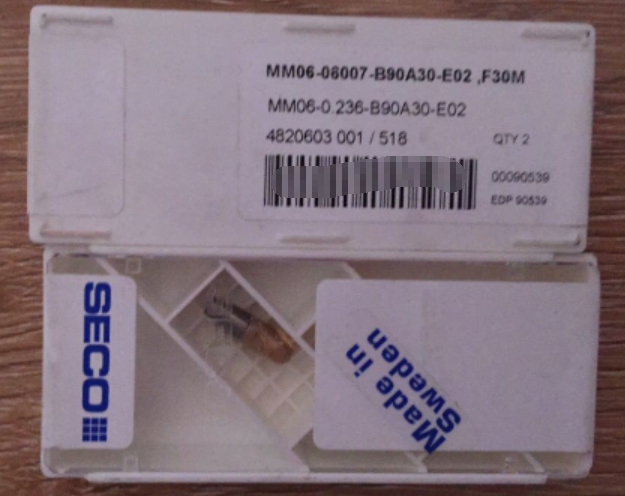 MM06-06007-B90A30-E02 ,F30M
MM06-0.236-B90A30-E02
4820603 001 / 518
QTY 2
00090539
EDP 90539
SECO
Made in
Sweden